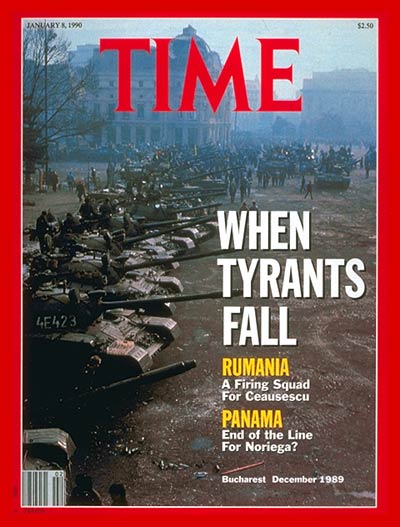 JANUARY 8, 1990
$2.50
TIME
WHEN
TYRANTS
FALL
RUMANIA
A Firing Squad
For Ceausescu
PANAMA
End of the Line
For Noriega?
Bucharest December 1989
4E423
02